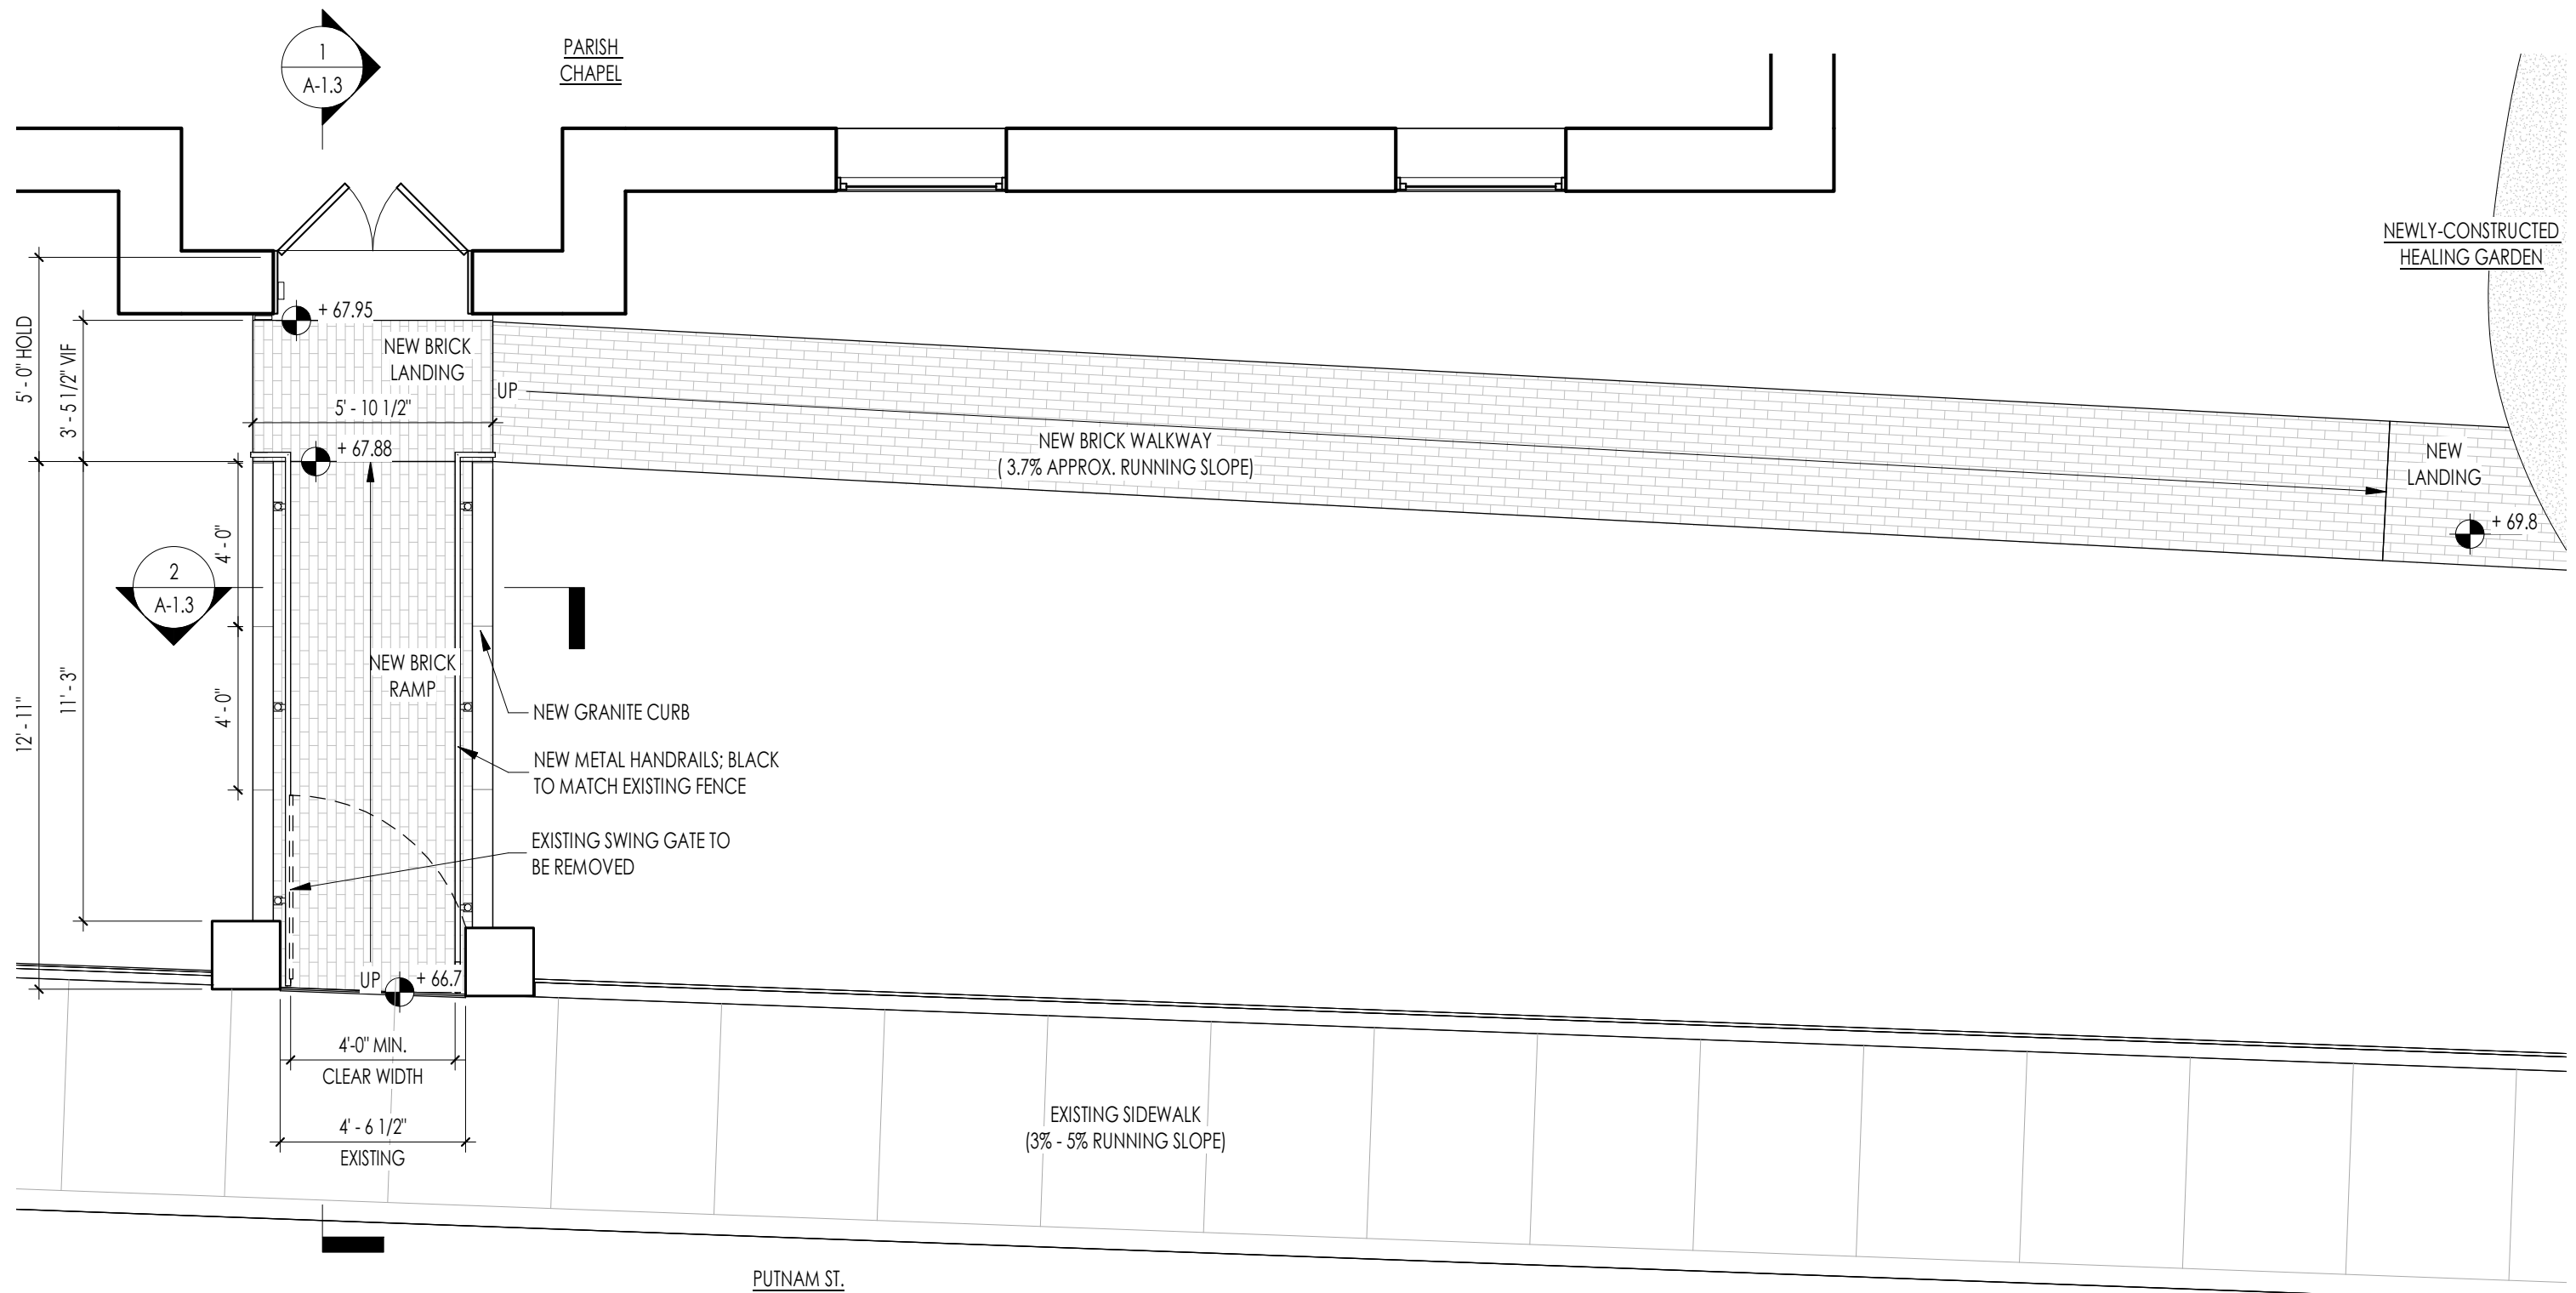 1
A-1.3
PARISH
CHAPEL
NEWLY-CONSTRUCTED
HEALING GARDEN
+ 67.95
NEW BRICK
LANDING
5' - 0" HOLD
3' - 5 1/2" VIF
UP
5' - 10 1/2"
+ 67.88
NEW BRICK WALKWAY
( 3.7% APPROX. RUNNING SLOPE)
NEW
LANDING
+ 69.8
4' - 0"
2
A-1.3
NEW BRICK
RAMP
4' - 0"
11' - 3"
12' - 11"
NEW GRANITE CURB
NEW METAL HANDRAILS; BLACK
TO MATCH EXISTING FENCE
EXISTING SWING GATE TO
BE REMOVED
UP
+ 66.7
4'-0" MIN.
CLEAR WIDTH
4' - 6 1/2"
EXISTING
EXISTING SIDEWALK
(3% - 5% RUNNING SLOPE)
PUTNAM ST.